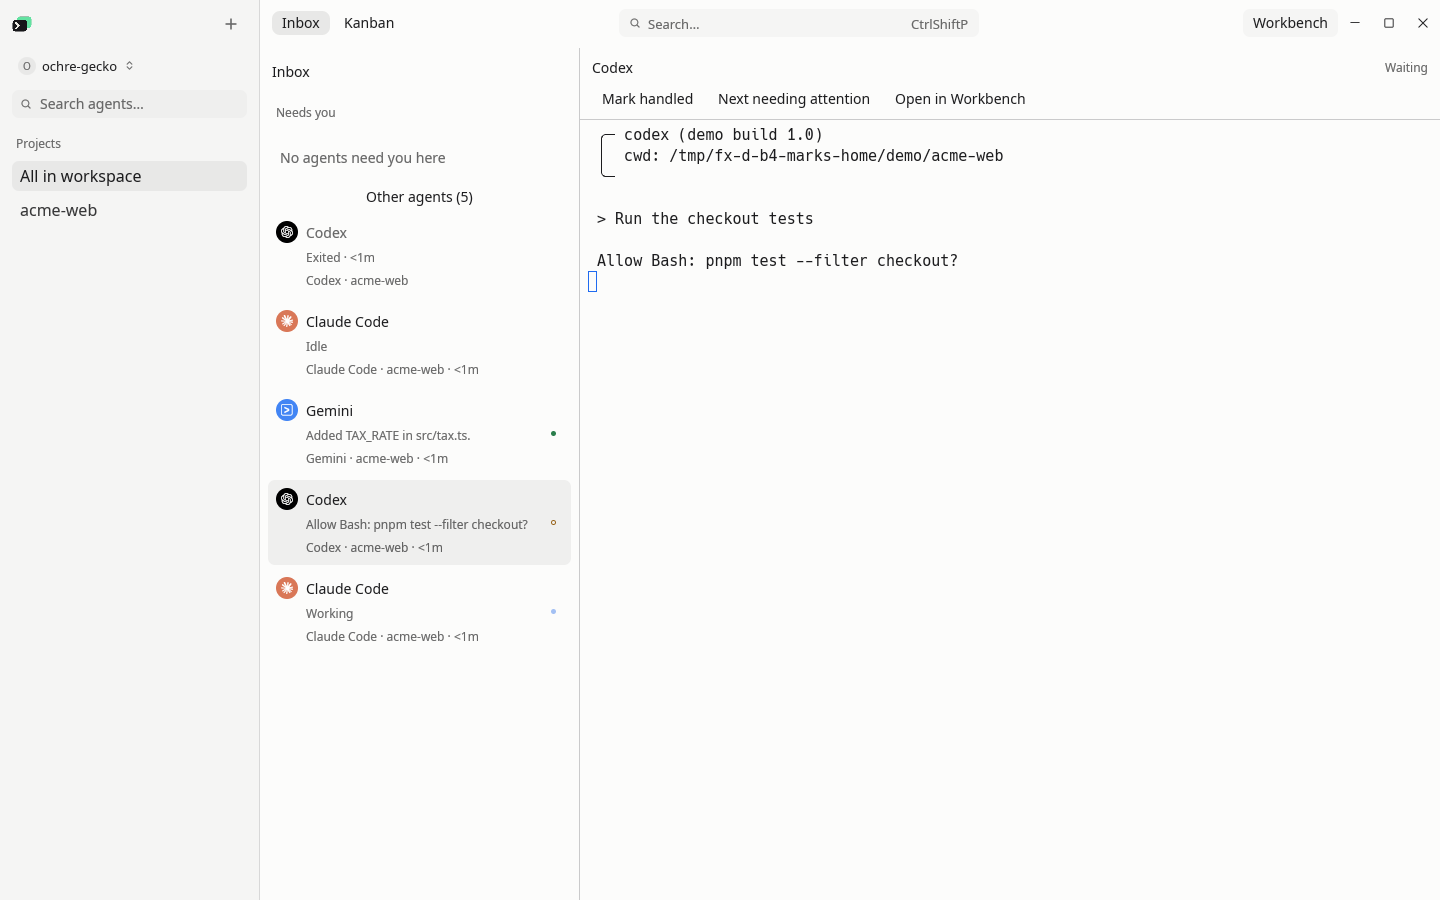 O ochre-gecko
Search agents...
Projects
All in workspace
acme-web
Inbox
Kanban
Search...
CtrlShiftP
Workbench
Inbox
Needs you
No agents need you here
Other agents (5)
Codex
Exited · <1m
Codex · acme-web
Claude Code
Idle
Claude Code · acme-web · <1m
Gemini
Added TAX_RATE in src/tax.ts.
Gemini · acme-web · <1m
Codex
Allow Bash: pnpm test --filter checkout?
Codex · acme-web · <1m
Claude Code
Working
Claude Code · acme-web · <1m
Codex
Waiting
Mark handled
Next needing attention
Open in Workbench
codex (demo build 1.0)
cwd: /tmp/fx-d-b4-marks-home/demo/acme-web
> Run the checkout tests
Allow Bash: pnpm test --filter checkout?